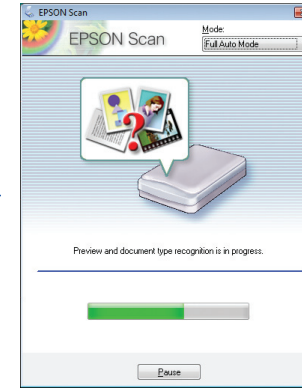 EPSON Scan
EPSON Scan
Mode:
Full Auto Mode
Preview and document type recognition is in progress.
Pause